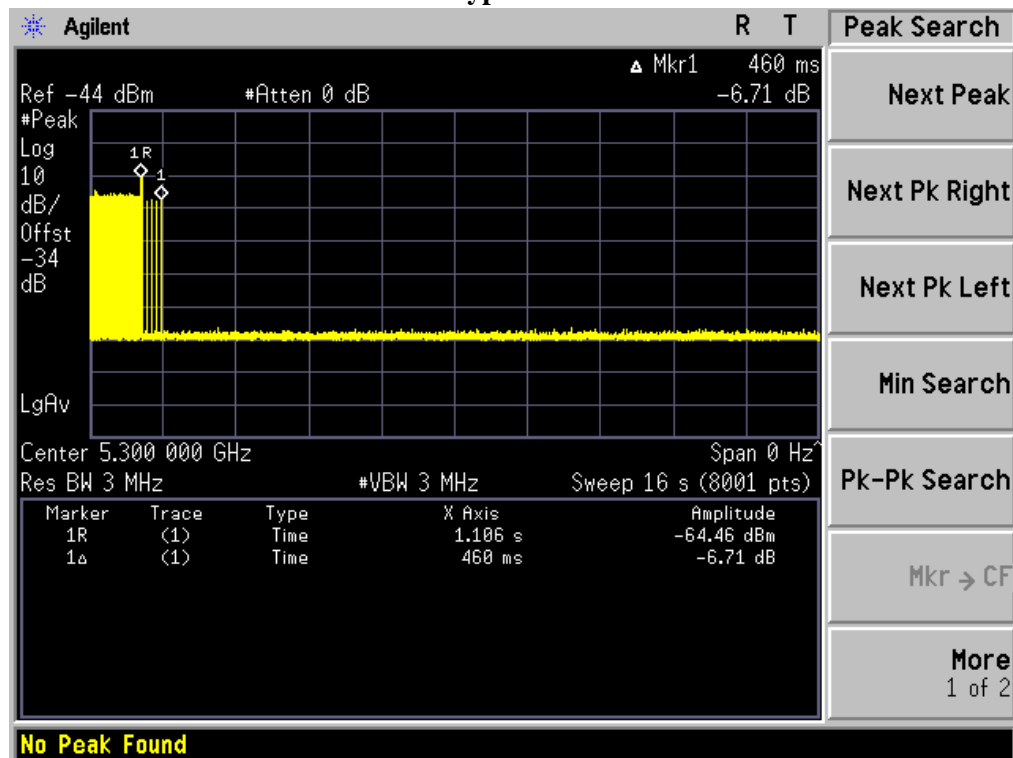 Agilent R T Peak Search
▵ Mkr1 460 ms
Ref −44 dBm #Atten 0 dB −6.71 dB
#Peak
Log
10
dB/
Offst
−34
dB
1R
1
LgAv
Center 5.300 000 GHz Span 0 Hz^
Res BW 3 MHz #VBW 3 MHz Sweep 16 s (8001 pts)
Marker Trace Type X Axis Amplitude
1R (1) Time 1.106 s −64.46 dBm
1▵ (1) Time 460 ms −6.71 dB
No Peak Found
Next Peak
Next Pk Right
Next Pk Left
Min Search
Pk-Pk Search
Mkr → CF
More
1 of 2